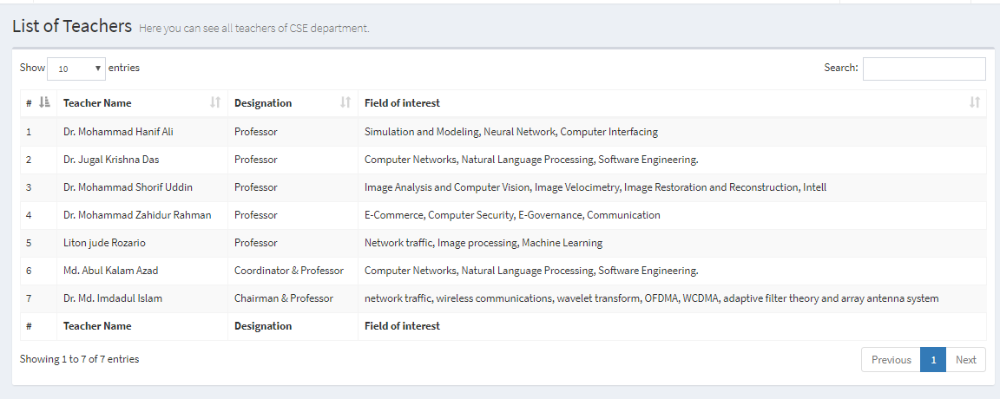 List of Teachers Here you can see all teachers of CSE department.
Show 10 entries Search:
# Teacher Name Designation Field of interest
1 Dr. Mohammad Hanif Ali Professor Simulation and Modeling, Neural Network, Computer Interfacing
2 Dr. Jugal Krishna Das Professor Computer Networks, Natural Language Processing, Software Engineering.
3 Dr. Mohammad Shorif Uddin Professor Image Analysis and Computer Vision, Image Velocimetry, Image Restoration and Reconstruction, Intell
4 Dr. Mohammad Zahidur Rahman Professor E-Commerce, Computer Security, E-Governance, Communication
5 Liton jude Rozario Professor Network traffic, Image processing, Machine Learning
6 Md. Abul Kalam Azad Coordinator & Professor Computer Networks, Natural Language Processing, Software Engineering.
7 Dr. Md. Imdadul Islam Chairman & Professor network traffic, wireless communications, wavelet transform, OFDMA, WCDMA, adaptive filter theory and array antenna system
# Teacher Name Designation Field of interest
Showing 1 to 7 of 7 entries Previous 1 Next